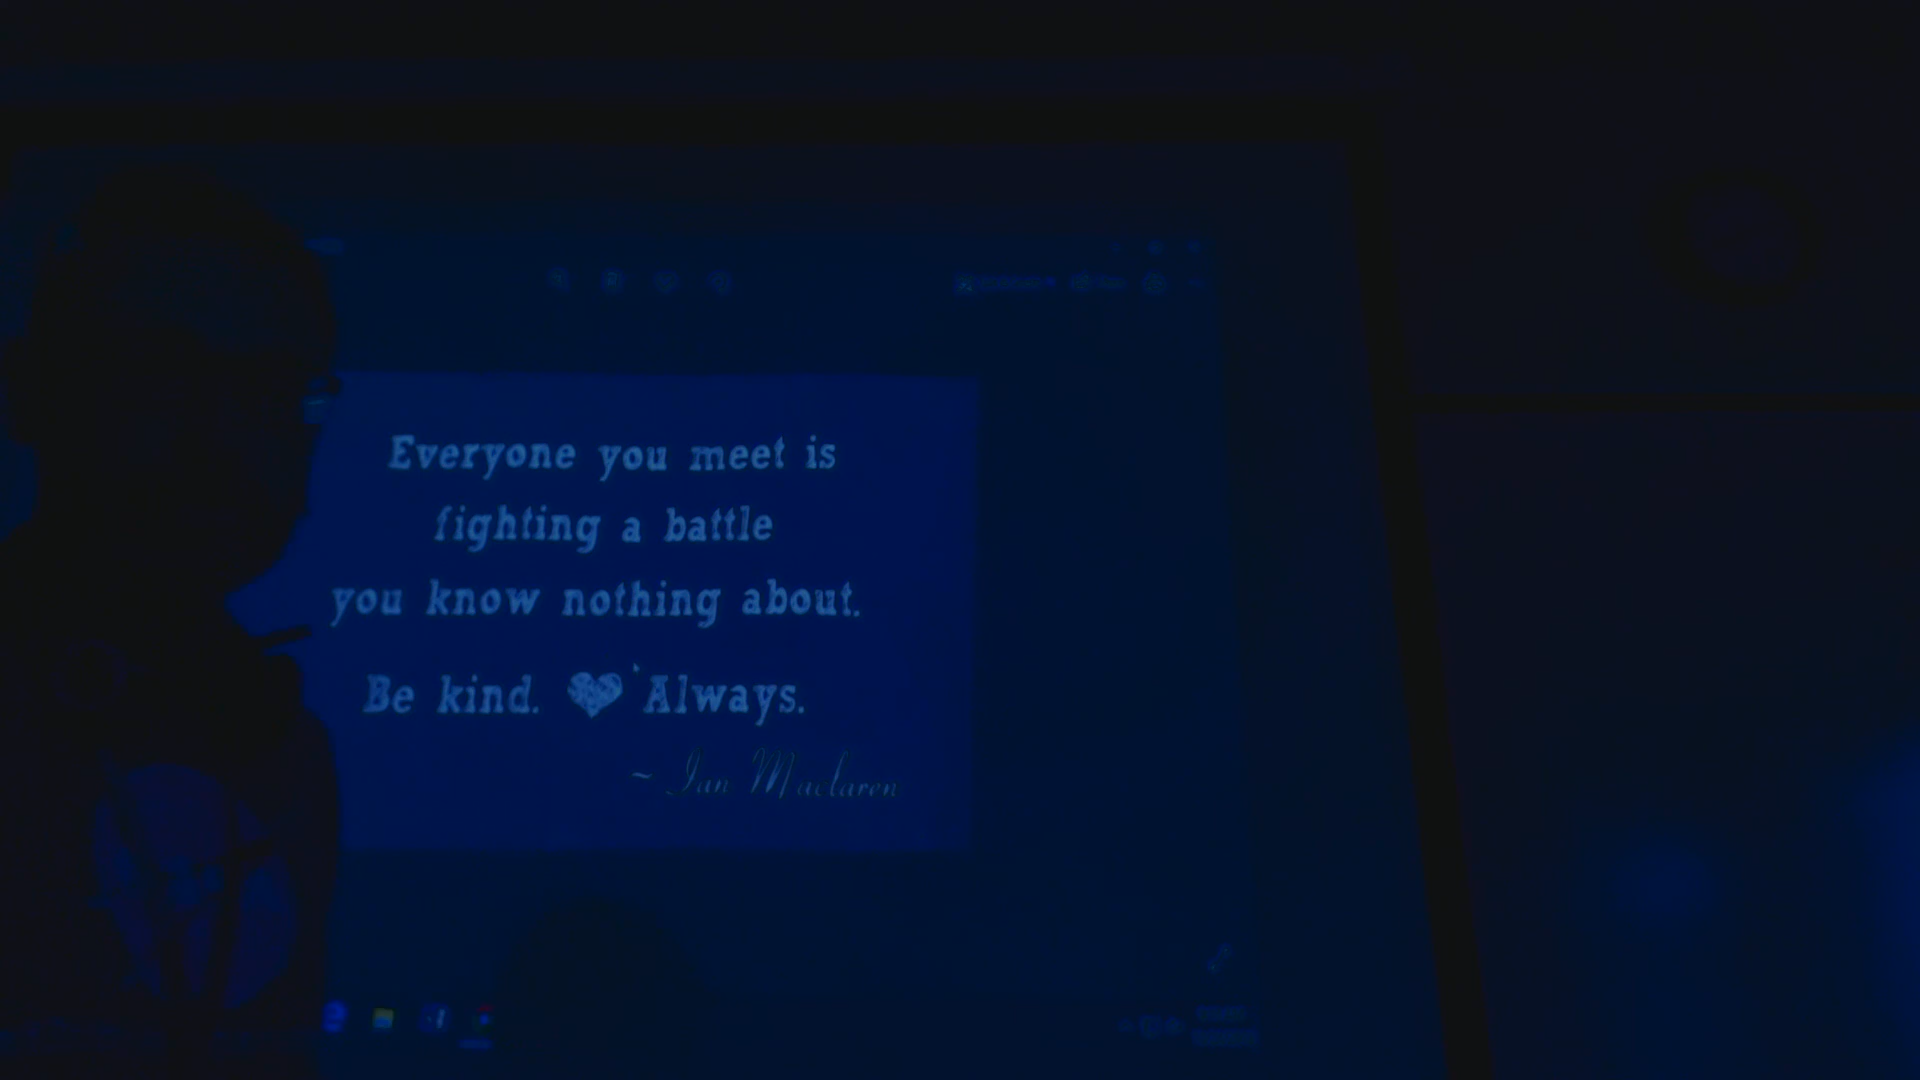 Everyone you meet is
fighting a battle
you know nothing about.
Be kind. Always.
~ Ian Maclaren